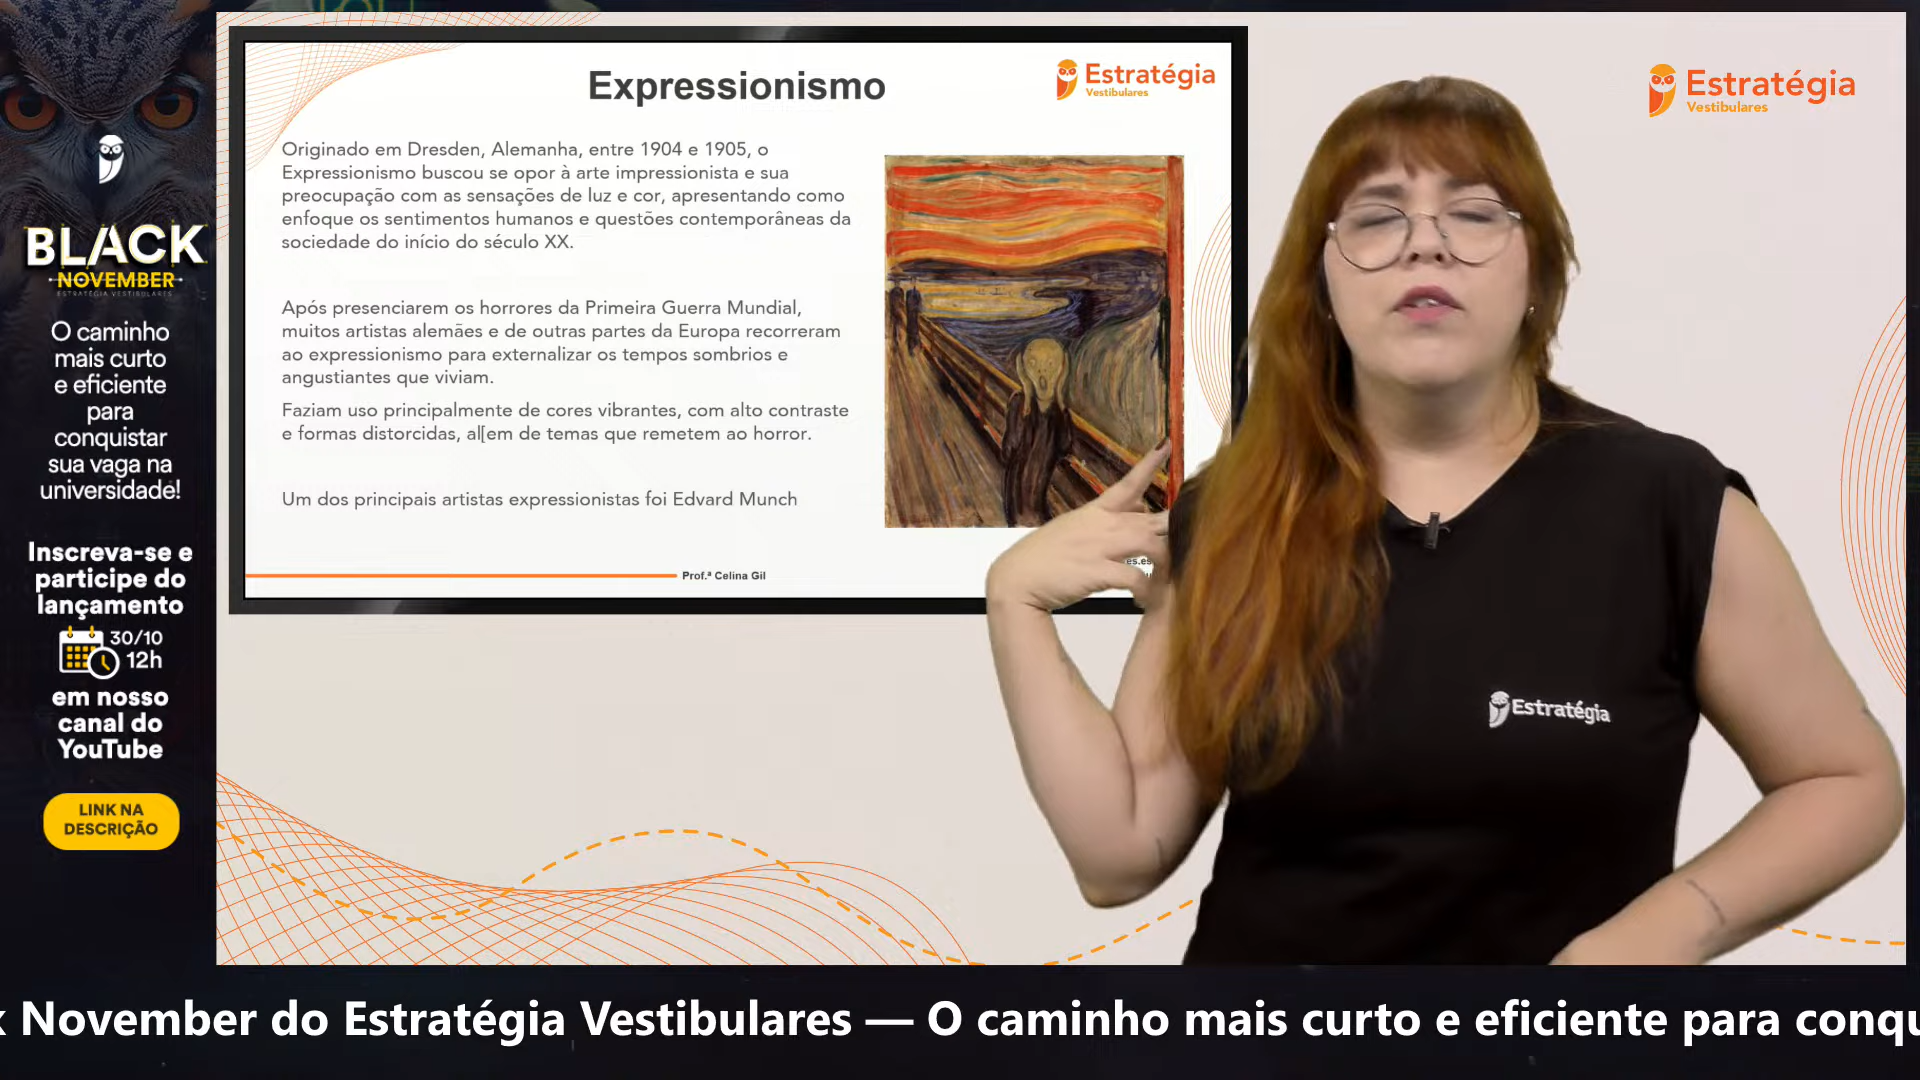 BLACK
NOVEMBER
ESTRATÉGIA VESTIBULARES
O caminho
mais curto
e eficiente
para
conquistar
sua vaga na
universidade!
Inscreva-se e
participe do
lançamento
30/10
12h
em nosso
canal do
YouTube
LINK NA
DESCRIÇÃO
Expressionismo
Estratégia
Vestibulares
Originado em Dresden, Alemanha, entre 1904 e 1905, o
Expressionismo buscou se opor à arte impressionista e sua
preocupação com as sensações de luz e cor, apresentando como
enfoque os sentimentos humanos e questões contemporâneas da
sociedade do início do século XX.
Após presenciarem os horrores da Primeira Guerra Mundial,
muitos artistas alemães e de outras partes da Europa recorreram
ao expressionismo para externalizar os tempos sombrios e
angustiantes que viviam.
Faziam uso principalmente de cores vibrantes, com alto contraste
e formas distorcidas, al[em de temas que remetem ao horror.
Um dos principais artistas expressionistas foi Edvard Munch
Prof.ª Celina Gil
Estratégia
Vestibulares
Estratégia
November do Estratégia Vestibulares — O caminho mais curto e eficiente para conqu